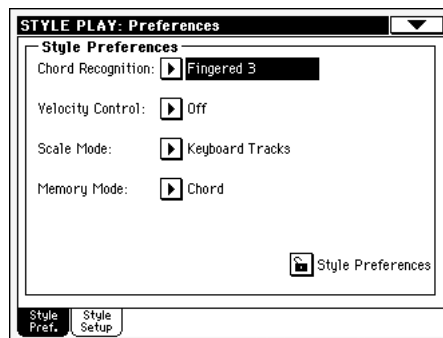 STYLE PLAY: Preferences
Style Preferences
Chord Recognition: Fingered 3
Velocity Control: Off
Scale Mode: Keyboard Tracks
Memory Mode: Chord
Style Preferences
Style Pref.
Style Setup